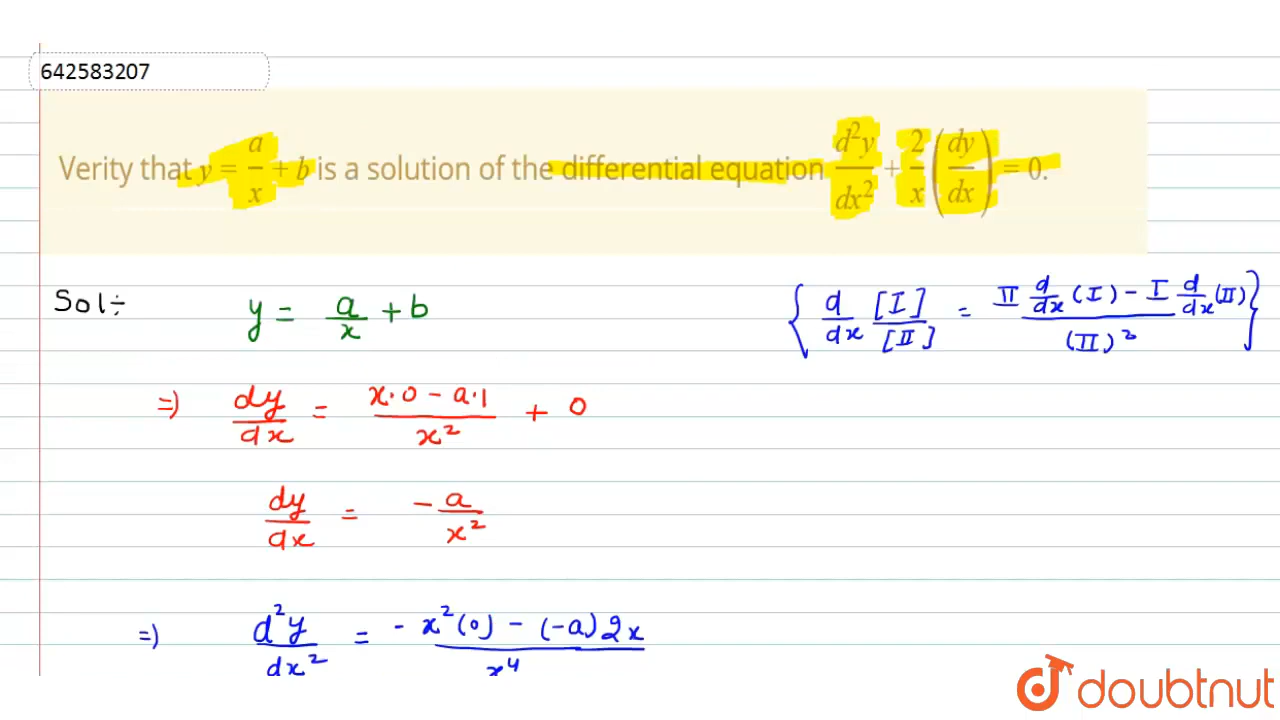 642583207
Verity that y = a/x + b is a solution of the differential equation d²y/dx² + 2/x (dy/dx) = 0.
Sol÷ y = a/x + b { d/dx [I]/[II] = II d/dx (I) - I d/dx (II) / (II)² }
=) dy/dx = x·0 - a·1 / x² + 0
dy/dx = -a/x²
=) d²y/dx² = - x²(0) - (-a)2x / x⁴
doubtnut